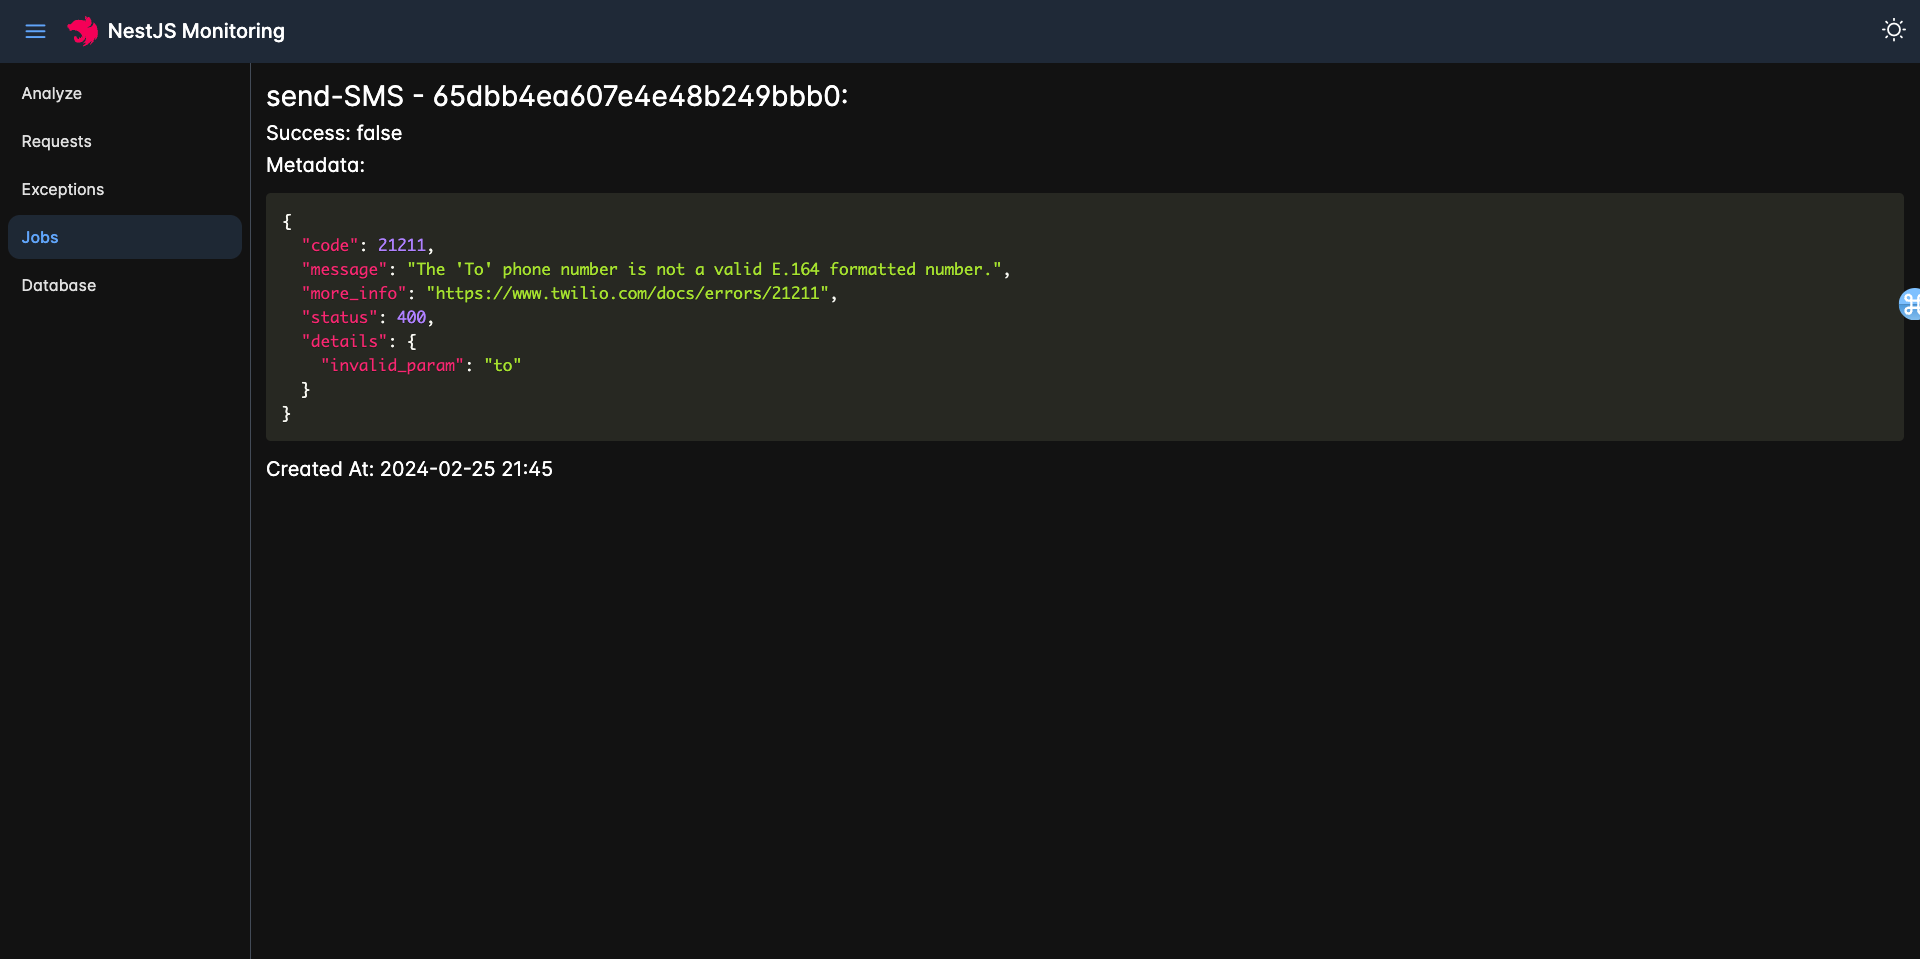 NestJS Monitoring
Analyze
Requests
Exceptions
Jobs
Database
send-SMS - 65dbb4ea607e4e48b249bbb0:
Success: false
Metadata:
{
  "code": 21211,
  "message": "The 'To' phone number is not a valid E.164 formatted number.",
  "more_info": "https://www.twilio.com/docs/errors/21211",
  "status": 400,
  "details": {
    "invalid_param": "to"
  }
}
Created At: 2024-02-25 21:45